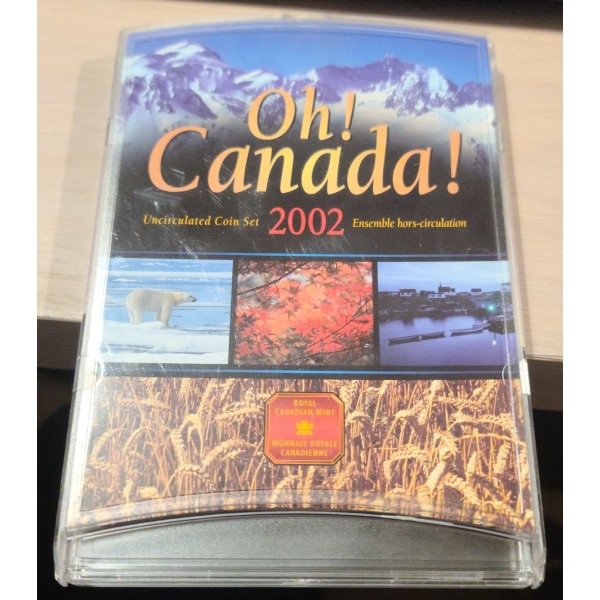 Oh!
Canada!
Uncirculated Coin Set 2002 Ensemble hors-circulation
ROYAL
CANADIAN MINT
MONNAIE ROYALE
CANADIENNE